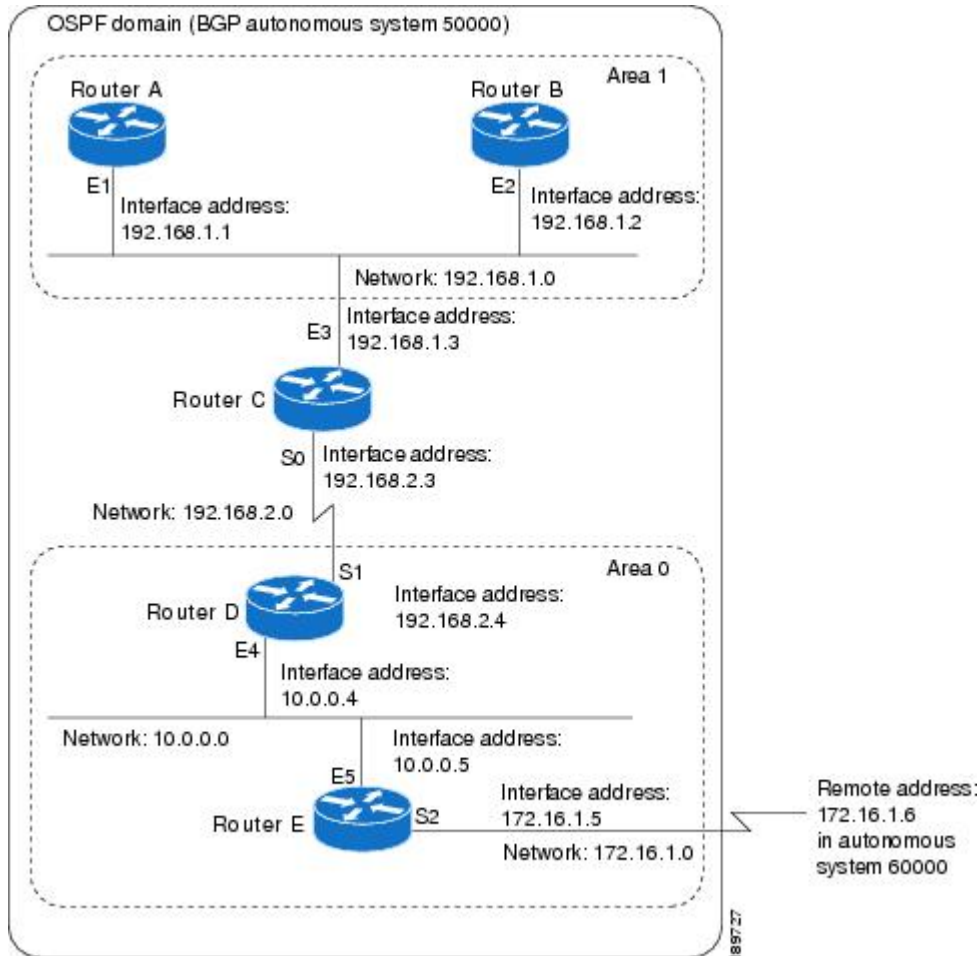 OSPF domain (BGP autonomous system 50000)
Area 1
Router A
Router B
E1
E2
Interface address:
192.168.1.1
Interface address:
192.168.1.2
Network: 192.168.1.0
E3
Interface address:
192.168.1.3
Router C
S0
Interface address:
192.168.2.3
Network: 192.168.2.0
S1
Area 0
Router D
Interface address:
192.168.2.4
E4
Interface address:
10.0.0.4
Network: 10.0.0.0
Interface address:
10.0.0.5
E5
Router E
S2
Interface address:
172.16.1.5
Network: 172.16.1.0
Remote address:
172.16.1.6
in autonomous
system 60000
89727